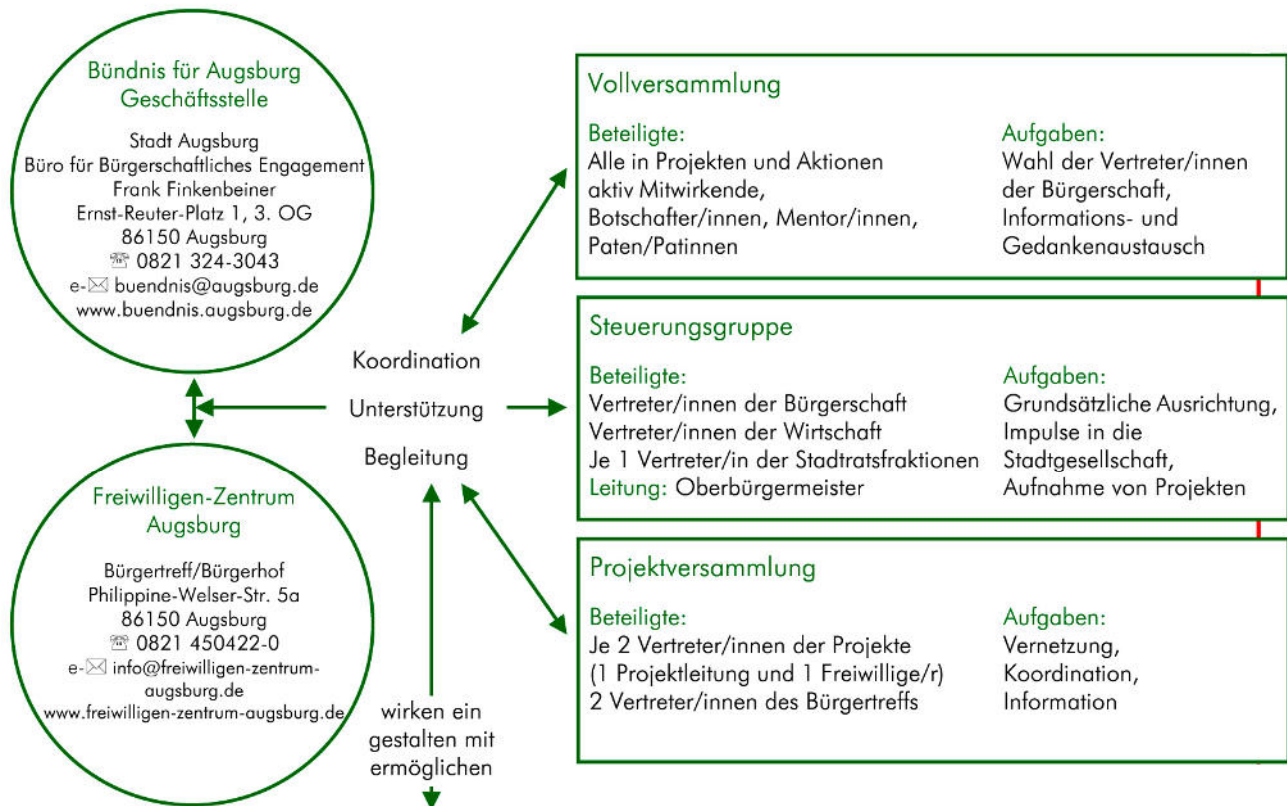 Bündnis für Augsburg
Geschäftsstelle
Stadt Augsburg
Büro für Bürgerschaftliches Engagement
Frank Finkenbeiner
Ernst-Reuter-Platz 1, 3. OG
86150 Augsburg
☎ 0821 324-3043
e-✉ buendnis@augsburg.de
www.buendnis.augsburg.de
Freiwilligen-Zentrum
Augsburg
Bürgertreff/Bürgerhof
Philippine-Welser-Str. 5a
86150 Augsburg
☎ 0821 450422-0
e-✉ info@freiwilligen-zentrum-
augsburg.de
www.freiwilligen-zentrum-augsburg.de
Koordination
Unterstützung
Begleitung
wirken ein
gestalten mit
ermöglichen
Vollversammlung
Beteiligte:
Alle in Projekten und Aktionen
aktiv Mitwirkende,
Botschafter/innen, Mentor/innen,
Paten/Patinnen
Aufgaben:
Wahl der Vertreter/innen
der Bürgerschaft,
Informations- und
Gedankenaustausch
Steuerungsgruppe
Beteiligte:
Vertreter/innen der Bürgerschaft
Vertreter/innen der Wirtschaft
Je 1 Vertreter/in der Stadtratsfraktionen
Leitung: Oberbürgermeister
Aufgaben:
Grundsätzliche Ausrichtung,
Impulse in die
Stadtgesellschaft,
Aufnahme von Projekten
Projektversammlung
Beteiligte:
Je 2 Vertreter/innen der Projekte
(1 Projektleitung und 1 Freiwillige/r)
2 Vertreter/innen des Bürgertreffs
Aufgaben:
Vernetzung,
Koordination,
Information